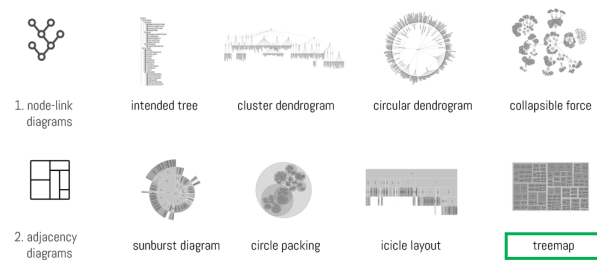 1. node-link
diagrams
intended tree
cluster dendrogram
circular dendrogram
collapsible force
2. adjacency
diagrams
sunburst diagram
circle packing
icicle layout
treemap